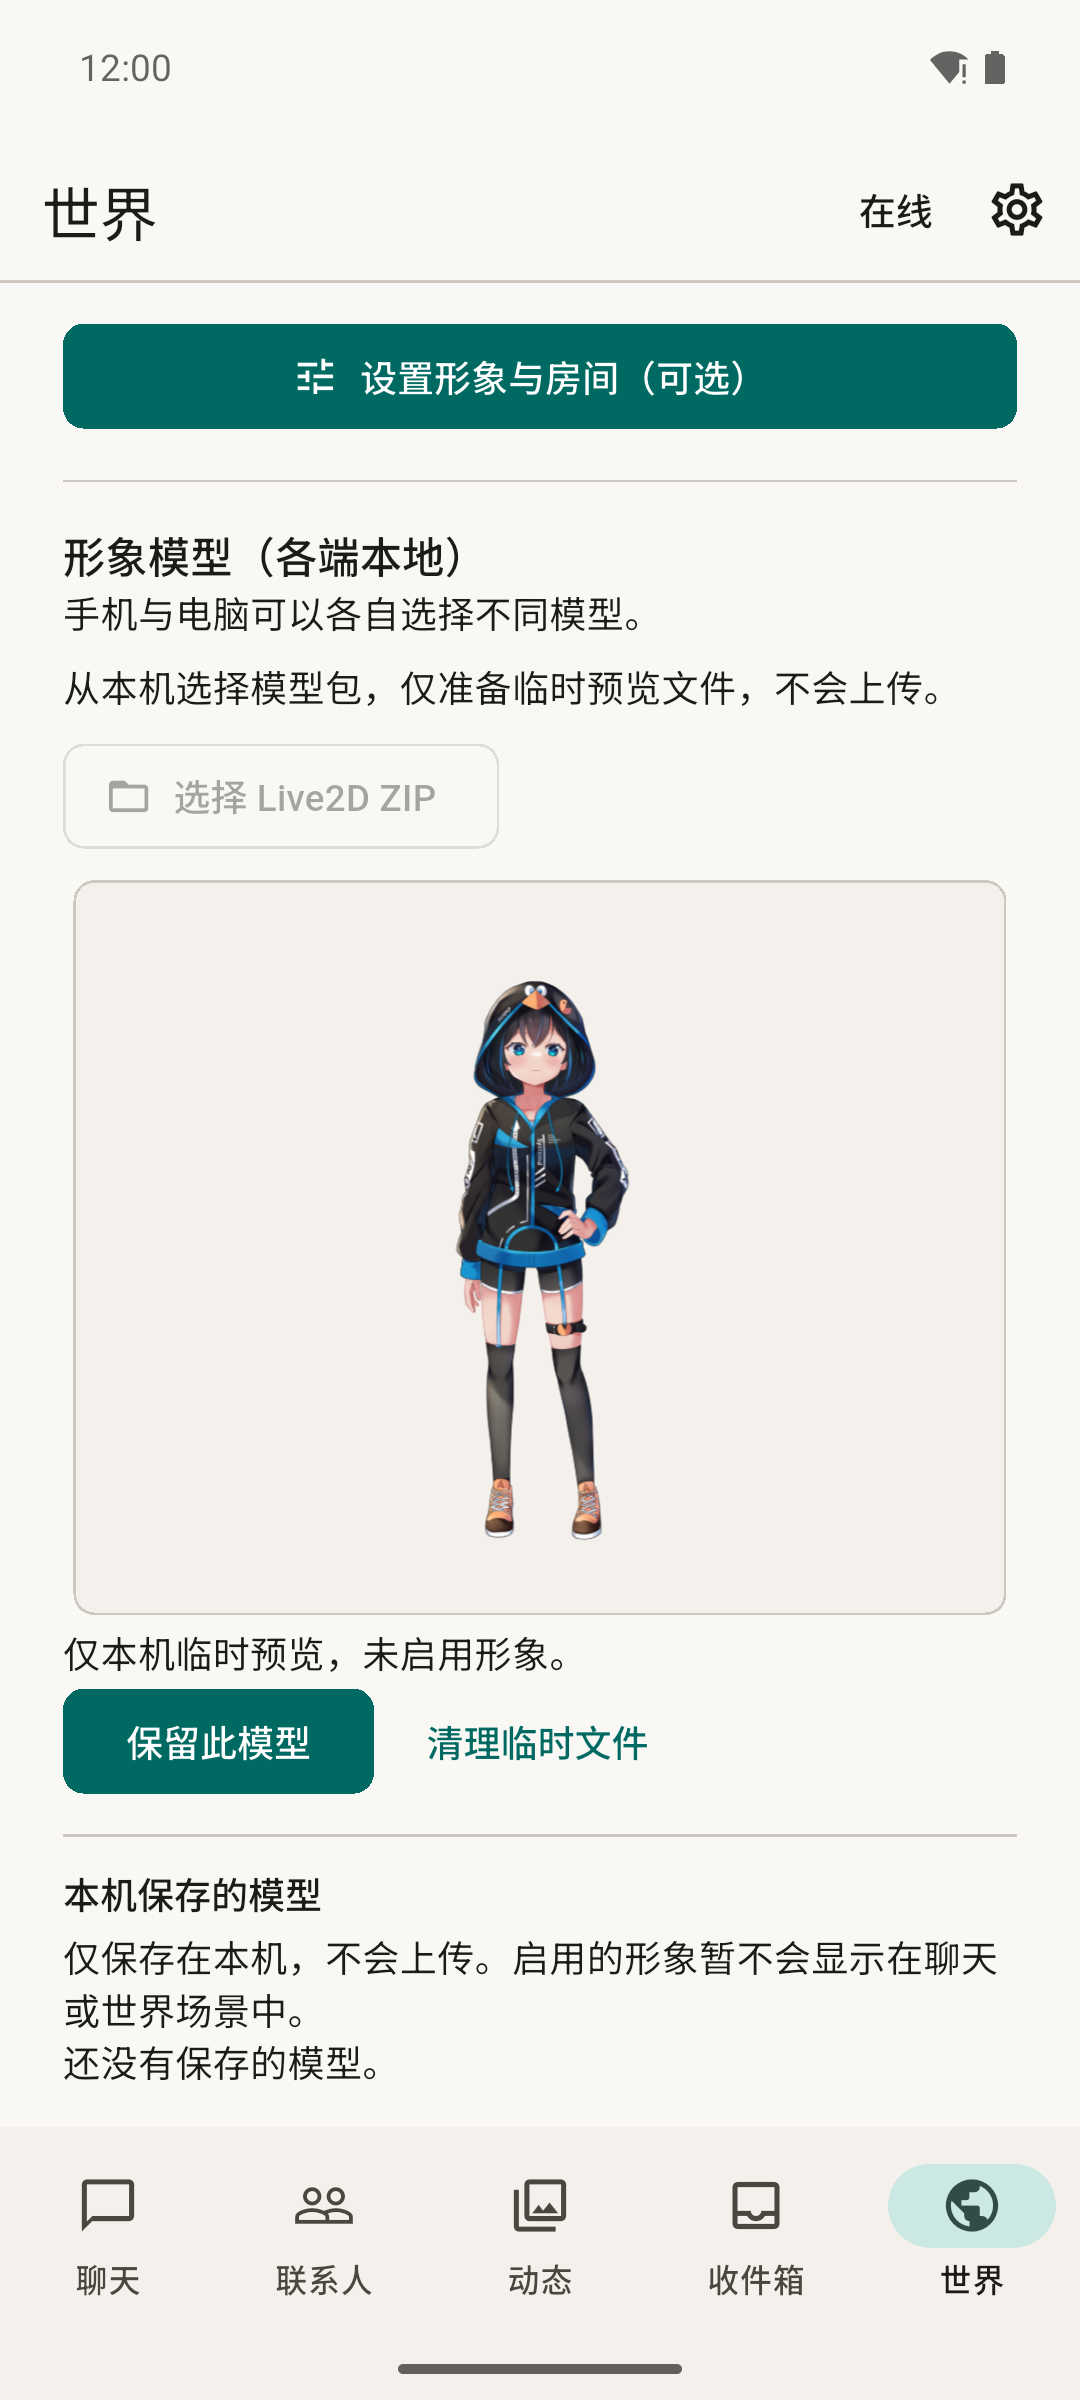 12:00
世界
在线
设置形象与房间（可选）
形象模型（各端本地）
手机与电脑可以各自选择不同模型。
从本机选择模型包，仅准备临时预览文件，不会上传。
选择 Live2D ZIP
仅本机临时预览，未启用形象。
保留此模型
清理临时文件
本机保存的模型
仅保存在本机，不会上传。启用的形象暂不会显示在聊天
或世界场景中。
还没有保存的模型。
聊天
联系人
动态
收件箱
世界